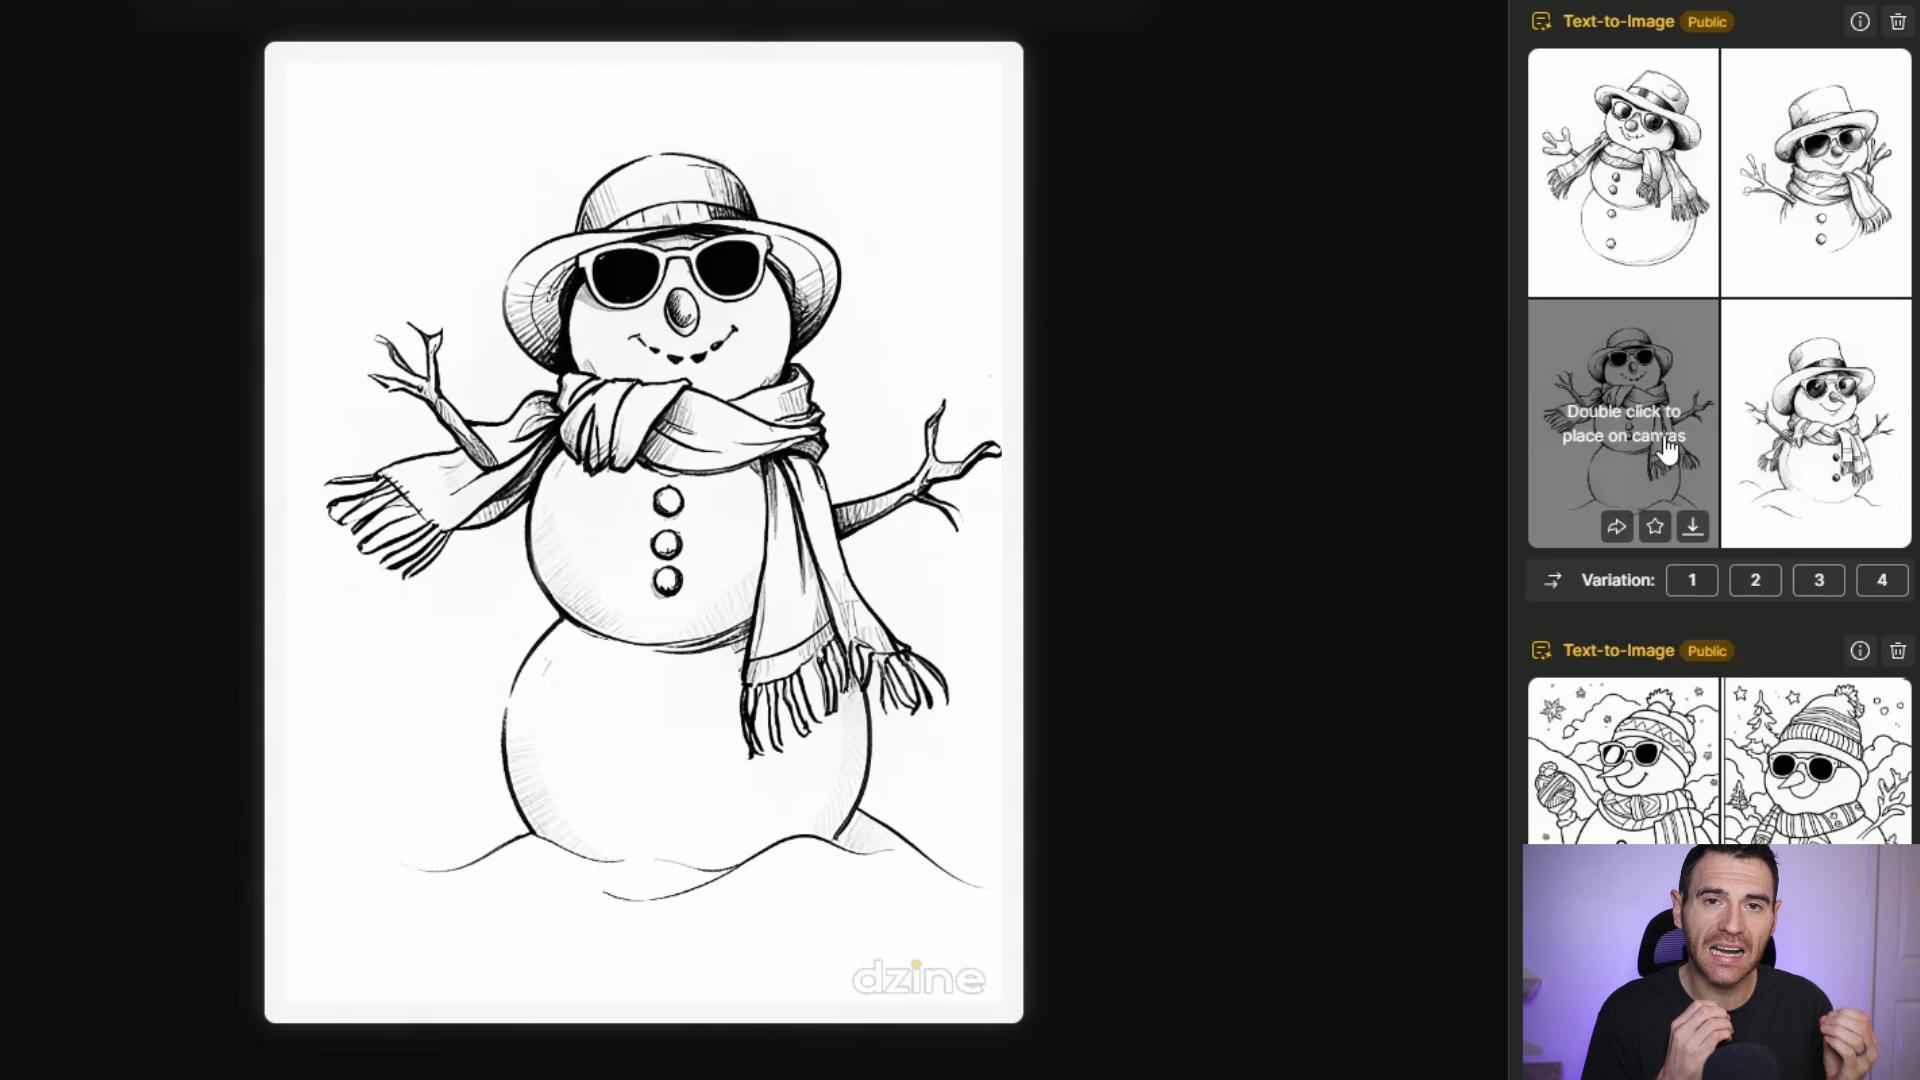 Text-to-Image Public
Double click to
place on canvas
Variation: 1 2 3 4
Text-to-Image Public
dzine